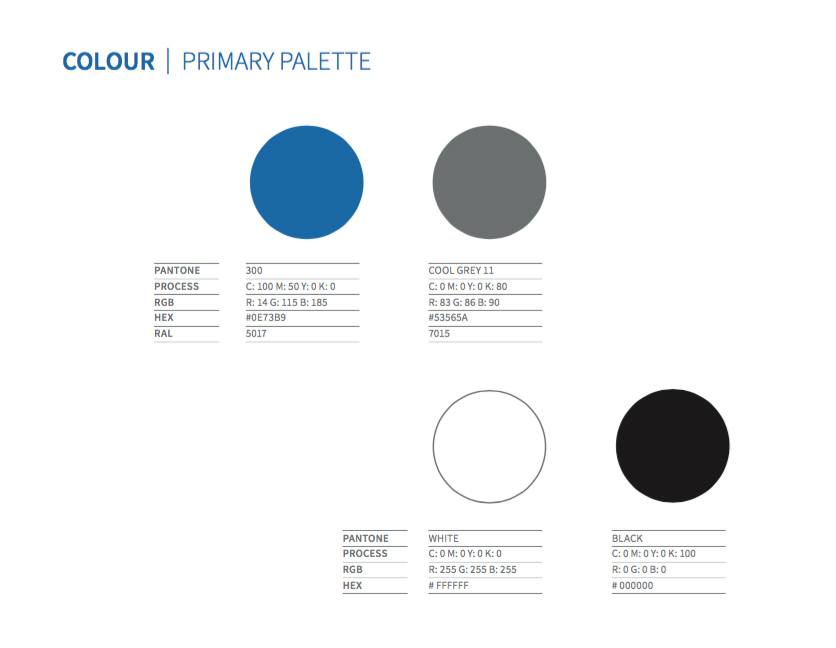 COLOUR | PRIMARY PALETTE
PANTONE 300 COOL GREY 11
PROCESS C: 100 M: 50 Y: 0 K: 0 C: 0 M: 0 Y: 0 K: 80
RGB R: 14 G: 115 B: 185 R: 83 G: 86 B: 90
HEX #0E73B9 #53565A
RAL 5017 7015
PANTONE WHITE BLACK
PROCESS C: 0 M: 0 Y: 0 K: 0 C: 0 M: 0 Y: 0 K: 100
RGB R: 255 G: 255 B: 255 R: 0 G: 0 B: 0
HEX # FFFFFF # 000000